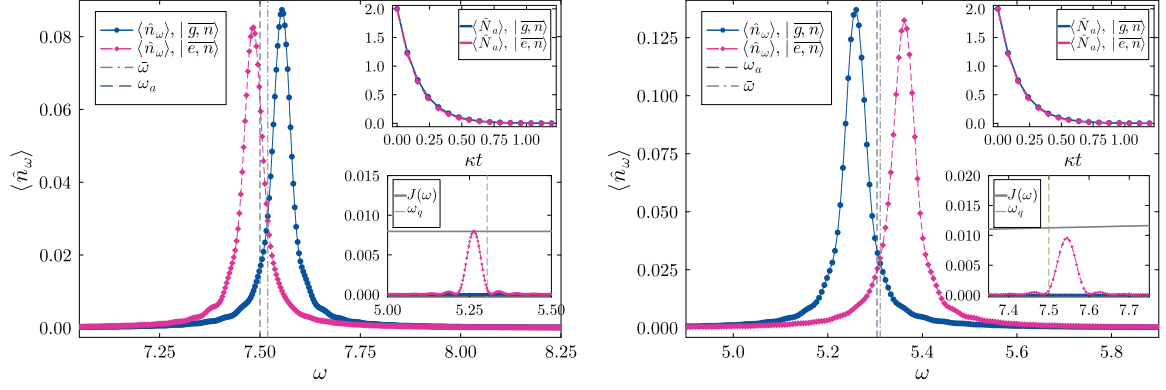 ⟨n̂_ω⟩
0.08
0.06
0.04
0.02
0.00
7.25
7.50
7.75
8.00
8.25
ω
⟨n̂_ω⟩, | \overline{g, n}⟩
⟨n̂_ω⟩, | \overline{e, n}⟩
ω̄
ω_a
2.0
1.5
1.0
0.5
0.0
0.00
0.25
0.50
0.75
1.00
κt
⟨N̂_a⟩, | \overline{g, n}⟩
⟨N̂_a⟩, | \overline{e, n}⟩
0.015
0.010
0.005
0.000
5.00
5.25
5.50
J(ω)
ω_q
⟨n̂_ω⟩
0.125
0.100
0.075
0.050
0.025
0.000
5.0
5.2
5.4
5.6
5.8
ω
⟨n̂_ω⟩, | \overline{g, n}⟩
⟨n̂_ω⟩, | \overline{e, n}⟩
ω_a
ω̄
2.0
1.5
1.0
0.5
0.0
0.00
0.25
0.50
0.75
1.00
κt
⟨N̂_a⟩, | \overline{g, n}⟩
⟨N̂_a⟩, | \overline{e, n}⟩
0.020
0.015
0.010
0.005
0.000
7.4
7.5
7.6
7.7
J(ω)
ω_q